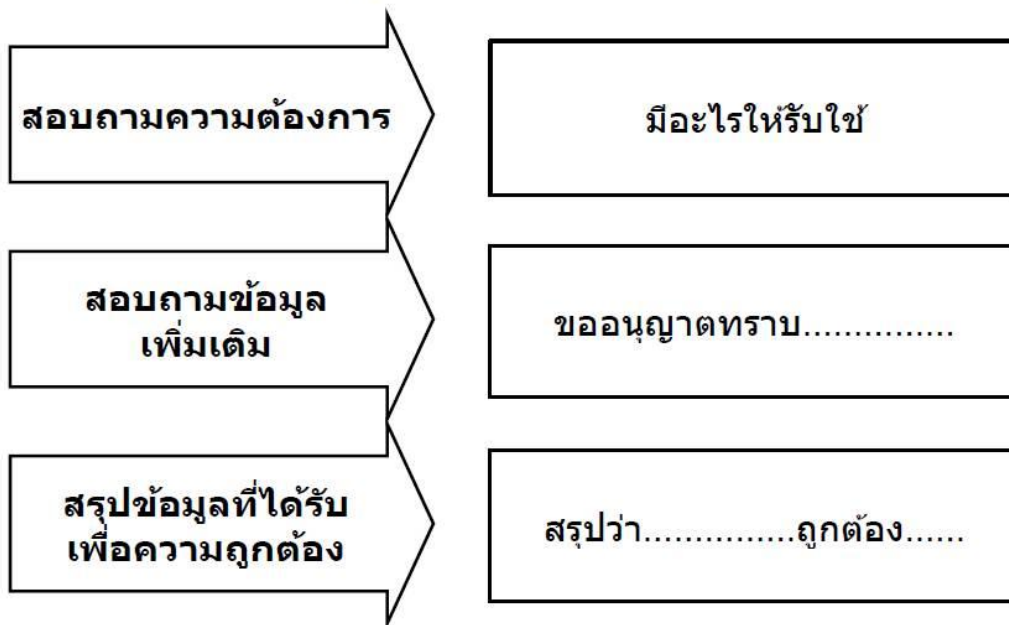 สอบถามความต้องการ
มีอะไรให้รับใช้
สอบถามข้อมูล
เพิ่มเติม
ขออนุญาตทราบ...............
สรุปข้อมูลที่ได้รับ
เพื่อความถูกต้อง
สรุปว่า...............ถูกต้อง......